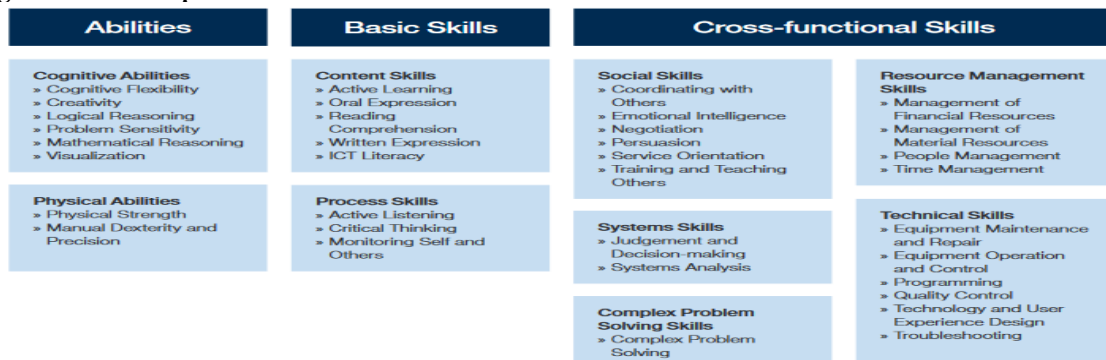 Abilities
Cognitive Abilities
» Cognitive Flexibility
» Creativity
» Logical Reasoning
» Problem Sensitivity
» Mathematical Reasoning
» Visualization
Physical Abilities
» Physical Strength
» Manual Dexterity and
Precision
Basic Skills
Content Skills
» Active Learning
» Oral Expression
» Reading
Comprehension
» Written Expression
» ICT Literacy
Process Skills
» Active Listening
» Critical Thinking
» Monitoring Self and
Others
Cross-functional Skills
Social Skills
» Coordinating with
Others
» Emotional Intelligence
» Negotiation
» Persuasion
» Service Orientation
» Training and Teaching
Others
Systems Skills
» Judgement and
Decision-making
» Systems Analysis
Complex Problem
Solving Skills
» Complex Problem
Solving
Resource Management
Skills
» Management of
Financial Resources
» Management of
Material Resources
» People Management
» Time Management
Technical Skills
» Equipment Maintenance
and Repair
» Equipment Operation
and Control
» Programming
» Quality Control
» Technology and User
Experience Design
» Troubleshooting